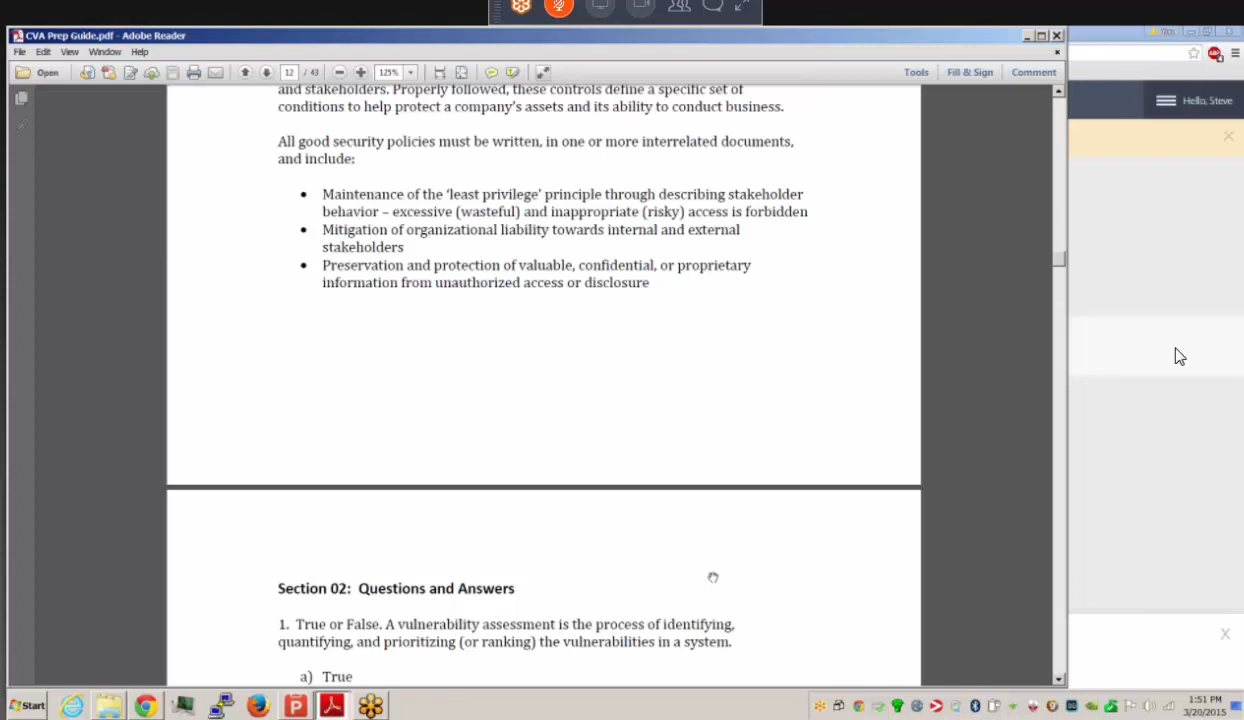 CVA Prep Guide.pdf - Adobe Reader
File Edit View Window Help
Open 12 / 43 125% Tools Fill & Sign Comment
Hello, Steve
and stakeholders. Properly followed, these controls define a specific set of
conditions to help protect a company's assets and its ability to conduct business.
All good security policies must be written, in one or more interrelated documents,
and include:
• Maintenance of the 'least privilege' principle through describing stakeholder
behavior – excessive (wasteful) and inappropriate (risky) access is forbidden
• Mitigation of organizational liability towards internal and external
stakeholders
• Preservation and protection of valuable, confidential, or proprietary
information from unauthorized access or disclosure
Section 02: Questions and Answers
1. True or False. A vulnerability assessment is the process of identifying,
quantifying, and prioritizing (or ranking) the vulnerabilities in a system.
a) True
Start
1:51 PM
3/20/2015